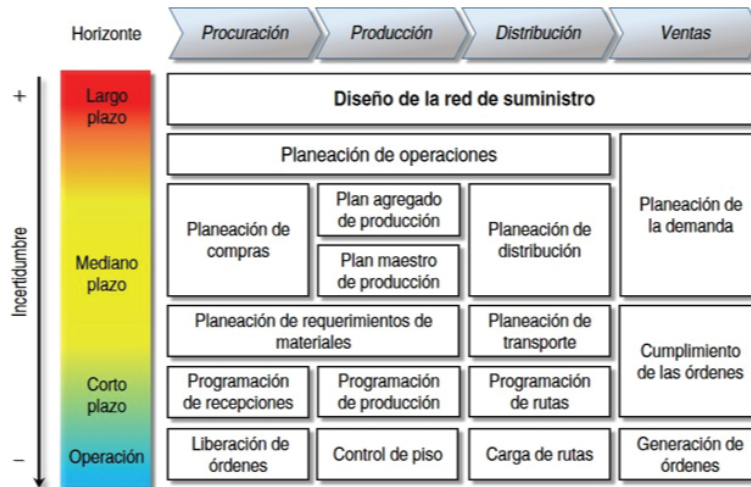 Horizonte
Procuración
Producción
Distribución
Ventas
Incertidumbre
+
–
Largo
plazo
Mediano
plazo
Corto
plazo
Operación
Diseño de la red de suministro
Planeación de operaciones
Planeación de
la demanda
Planeación de
compras
Plan agregado
de producción
Plan maestro
de producción
Planeación de
distribución
Planeación de requerimientos de
materiales
Planeación de
transporte
Cumplimiento
de las órdenes
Programación
de recepciones
Programación
de producción
Programación
de rutas
Liberación de
órdenes
Control de piso
Carga de rutas
Generación de
órdenes